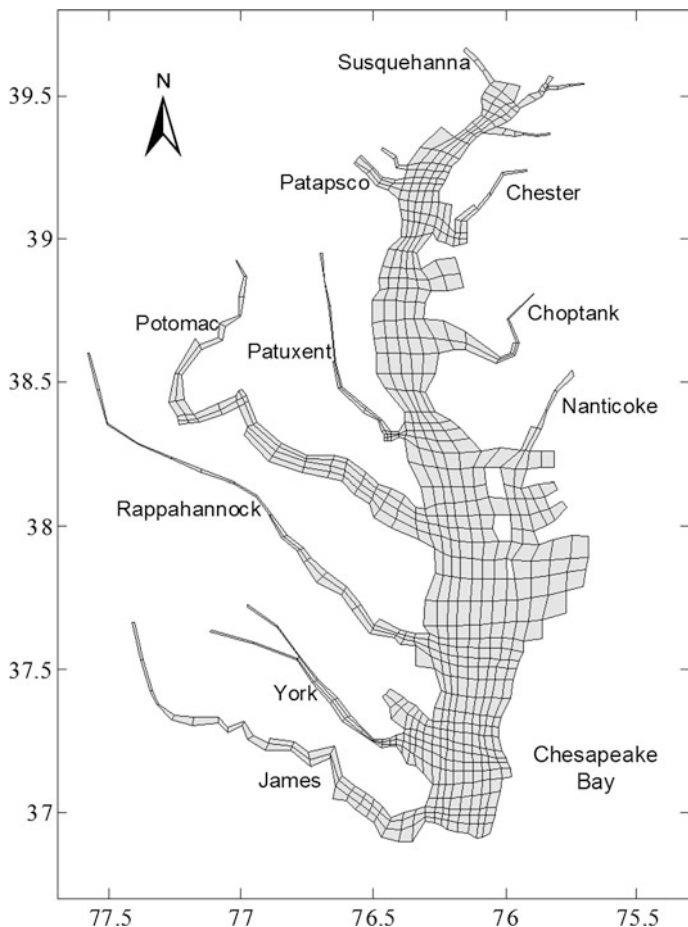 Susquehanna
39.5
N
Patapsco
Chester
39
Potomac
Patuxent
Choptank
38.5
Nanticoke
Rappahannock
38
37.5
York
Chesapeake
Bay
James
37
77.5
77
76.5
76
75.5